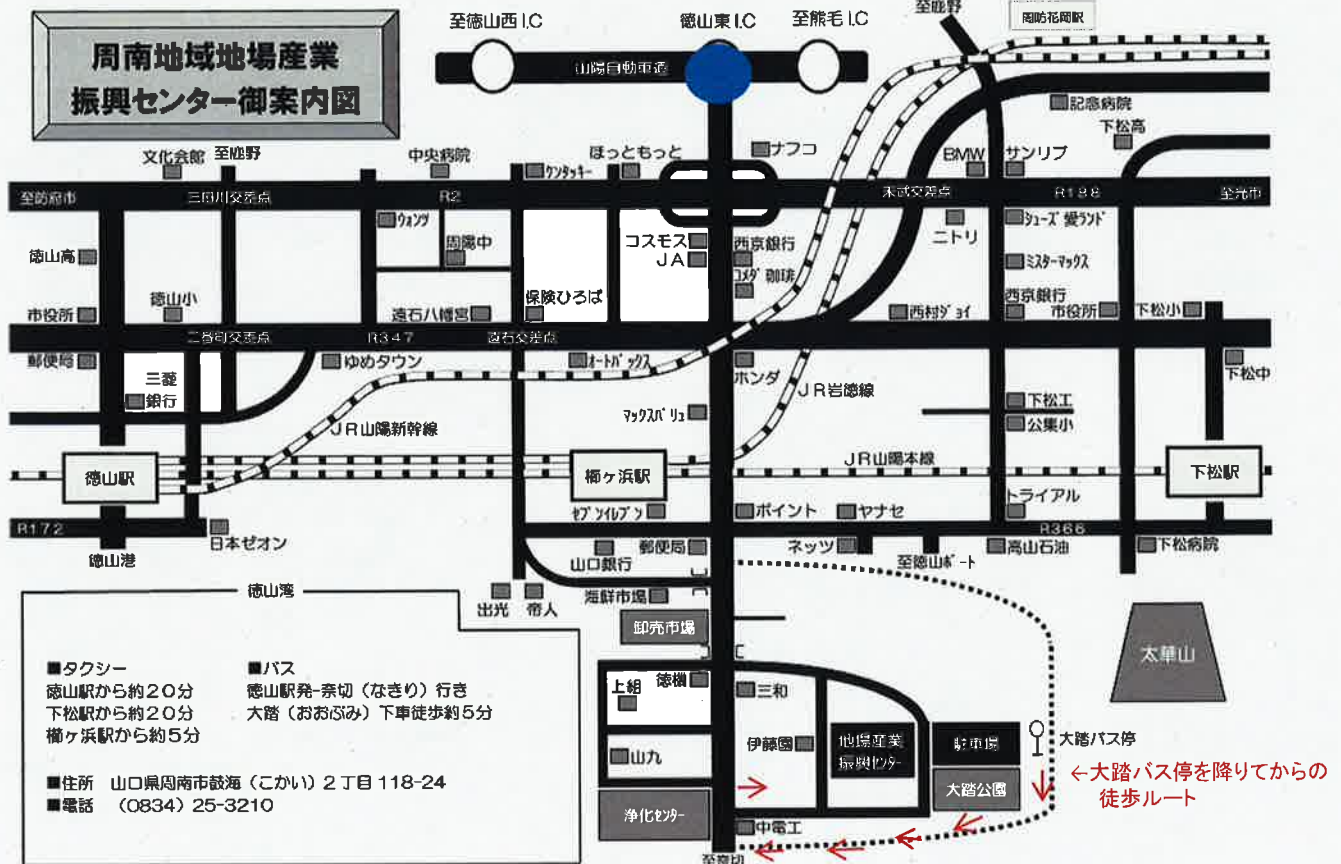 周南地域地場産業
振興センター御案内図
至徳山西I.C
徳山東I.C
至熊毛I.C
至鹿野
周防花岡駅
山陽自動車道
記念病院
下松高
文化会館
至鹿野
中央病院
ケンタッキー
ほっともっと
ナフコ
BMW
サンリブ
至防府市
三田川交差点
R2
末武交差点
R188
至光市
ウォンツ
周陽中
コスモス
JA
西京銀行
コメダ珈琲
ニトリ
シューズ愛ランド
ミスターマックス
徳山高
市役所
徳山小
遠石八幡宮
保険ひろば
西村ジョイ
西京銀行
市役所
下松小
二番町交差点
R347
遠石交差点
郵便局
三菱
銀行
ゆめタウン
オートバックス
ホンダ
JR岩徳線
下松中
マックスバリュ
下松工
公集小
JR山陽新幹線
JR山陽本線
徳山駅
櫛ヶ浜駅
下松駅
セブンイレブン
ポイント
ヤナセ
トライアル
R172
日本ゼオン
R366
徳山港
山口銀行
郵便局
ネッツ
至徳山ボート
高山石油
下松病院
徳山湾
出光
帝人
海鮮市場
卸売市場
太華山
■タクシー
徳山駅から約20分
下松駅から約20分
櫛ヶ浜駅から約5分
■バス
徳山駅発-奈切（なきり）行き
大踏（おおぶみ）下車徒歩約5分
■住所 山口県周南市鼓海（こかい）2丁目118-24
■電話 （0834）25-3210
上組
徳機
三和
山九
伊藤園
地場産業
振興センター
駐車場
大踏公園
大踏バス停
←大踏バス停を降りてからの
徒歩ルート
浄化センター
中電工
至奈切